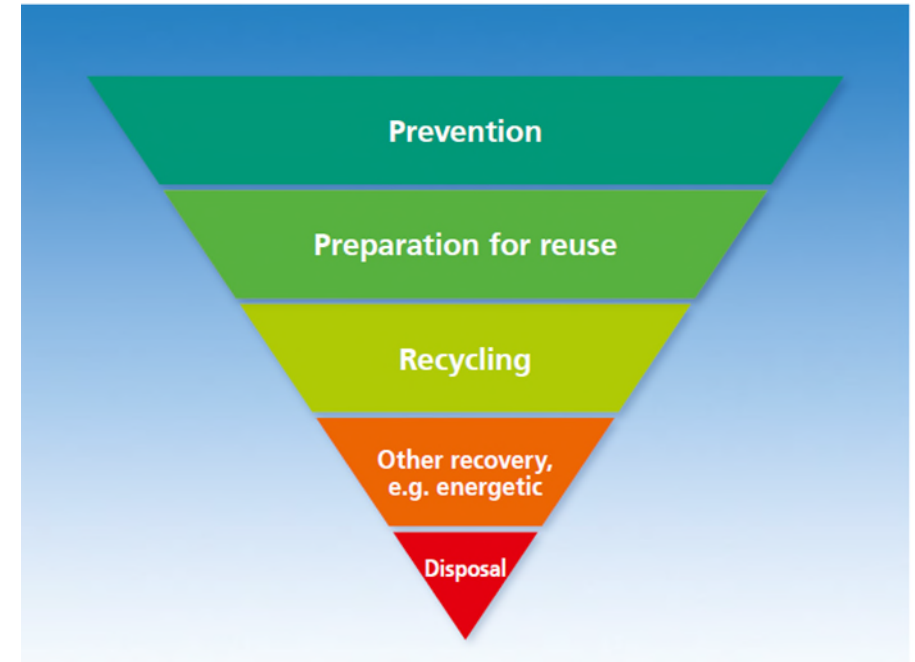 Prevention
Preparation for reuse
Recycling
Other recovery,
e.g. energetic
Disposal